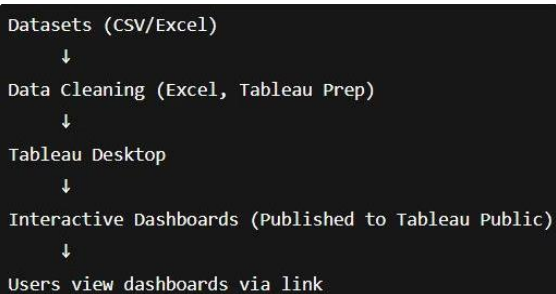 Datasets (CSV/Excel)
↓
Data Cleaning (Excel, Tableau Prep)
↓
Tableau Desktop
↓
Interactive Dashboards (Published to Tableau Public)
↓
Users view dashboards via link